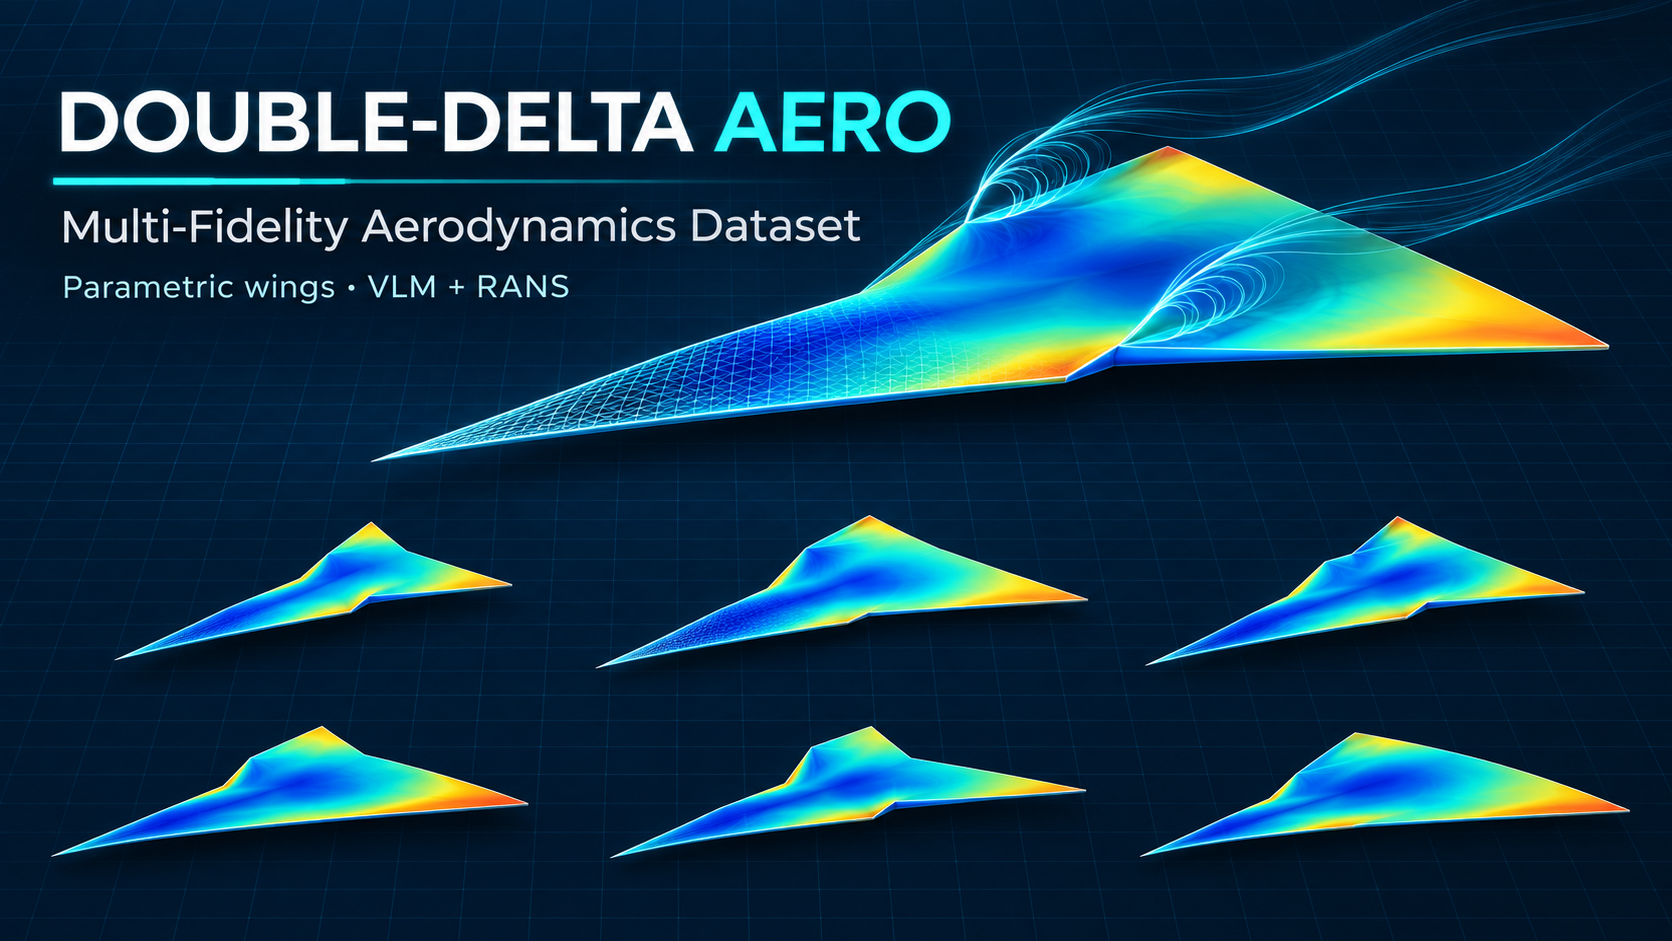 DOUBLE-DELTA AERO
Multi-Fidelity Aerodynamics Dataset
Parametric wings • VLM + RANS